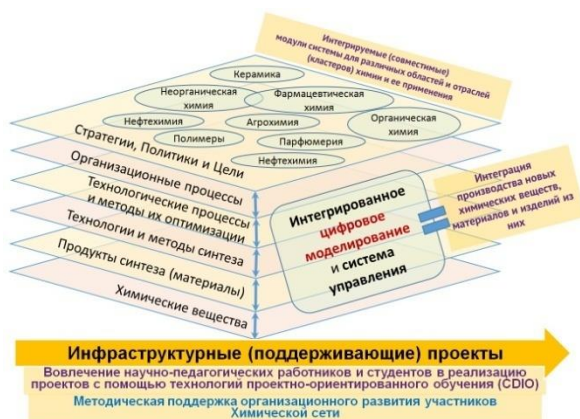 Интегрируемые (совместимые)
модули системы для различных областей и отраслей
(кластеров) химии и ее применения
Керамика
Неорганическая
химия
Фармацевтическая
химия
Нефтехимия
Агрохимия
Органическая
химия
Полимеры
Парфюмерия
Нефтехимия
Стратегии, Политики и Цели
Организационные процессы
Технологические процессы
и методы их оптимизации
Технологии и методы синтеза
Продукты синтеза (материалы)
Химические вещества
Интегрированное
цифровое
моделирование
и система
управления
Интеграция
производства новых
химических веществ,
материалов и изделий из
них
Инфраструктурные (поддерживающие) проекты
Вовлечение научно-педагогических работников и студентов в реализацию
проектов с помощью технологий проектно-ориентированного обучения (CDIO)
Методическая поддержка организационного развития участников
Химической сети